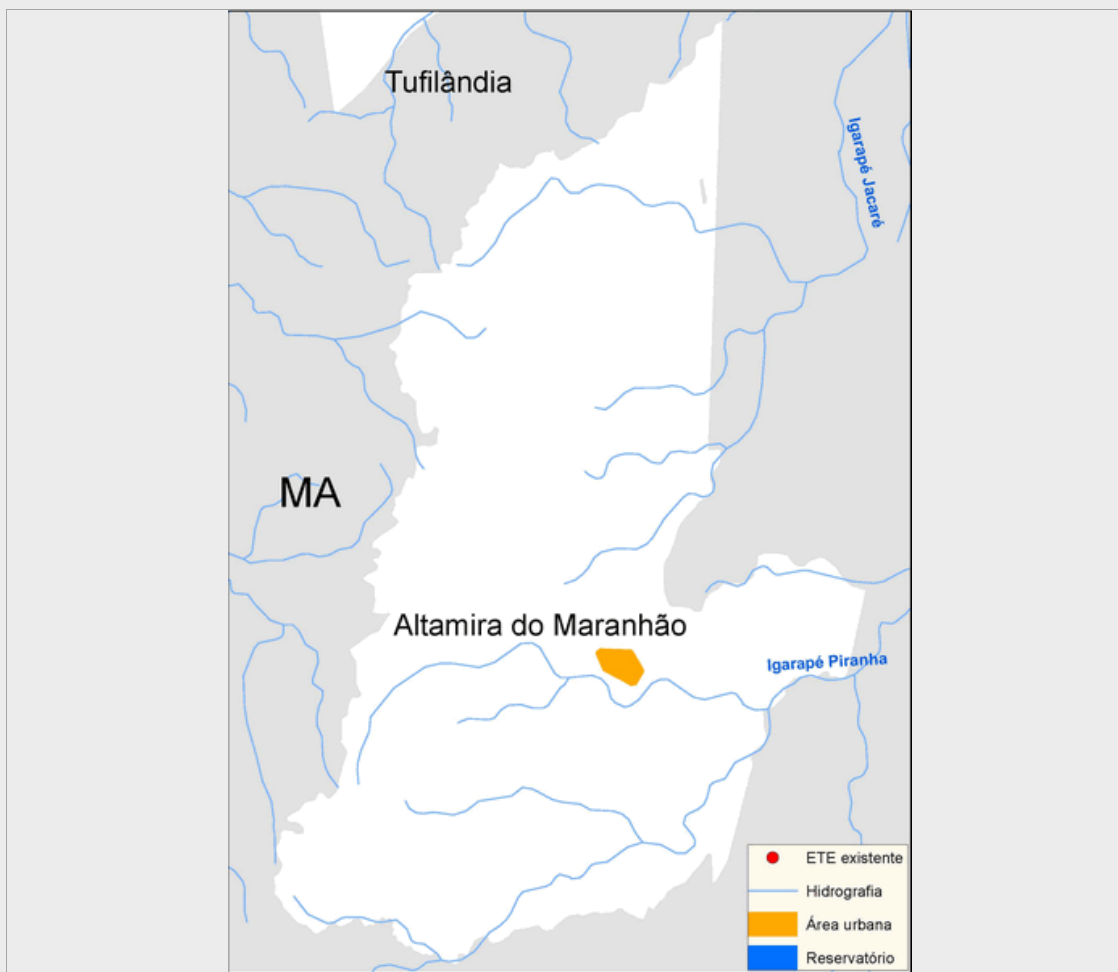 Tufilândia
Igarapé Jacaré
MA
Altamira do Maranhão
Igarapé Piranha
ETE existente
Hidrografia
Área urbana
Reservatório